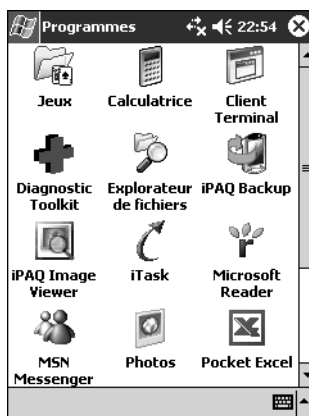 Programmes 22:54
Jeux Calculatrice Client Terminal
Diagnostic Toolkit Explorateur de fichiers iPAQ Backup
iPAQ Image Viewer iTask Microsoft Reader
MSN Messenger Photos Pocket Excel